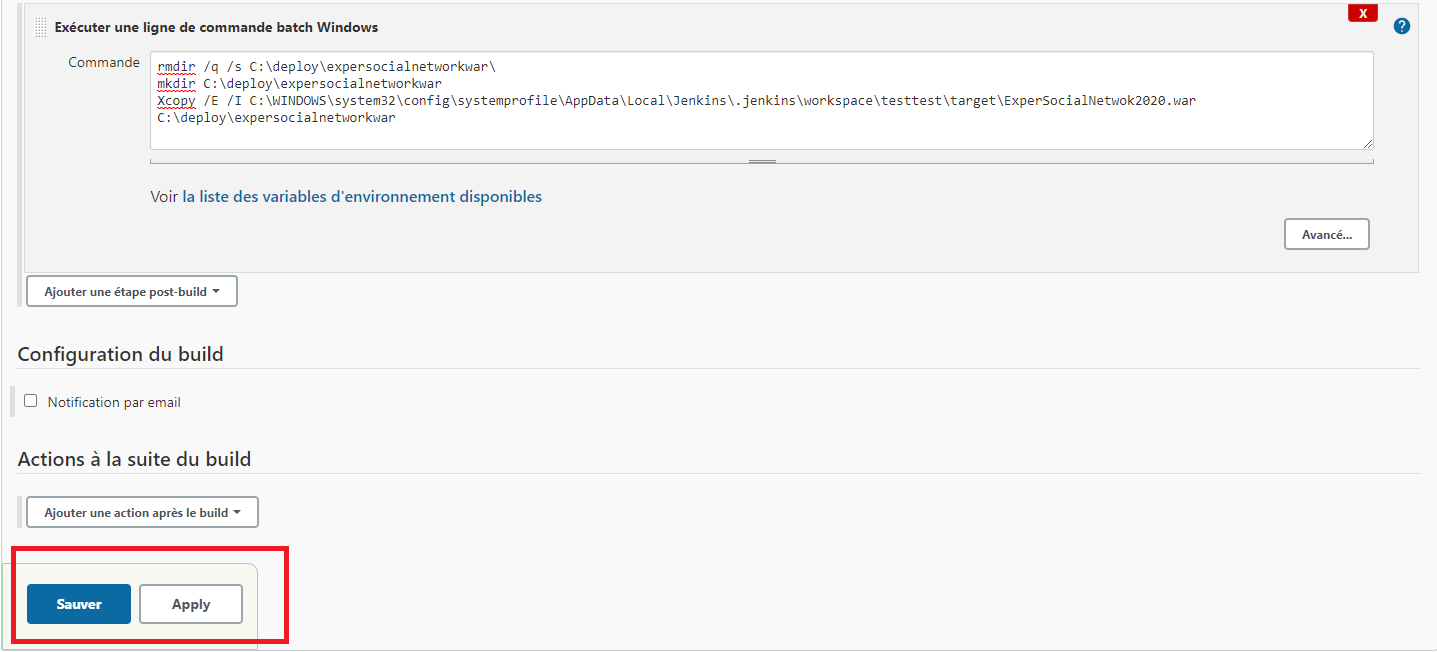 Exécuter une ligne de commande batch Windows
X
?
Commande
rmdir /q /s C:\deploy\expersocialnetworkwar\
mkdir C:\deploy\expersocialnetworkwar
Xcopy /E /I C:\WINDOWS\system32\config\systemprofile\AppData\Local\Jenkins\.jenkins\workspace\testtest\target\ExperSocialNetwok2020.war
C:\deploy\expersocialnetworkwar
Voir la liste des variables d'environnement disponibles
Avancé...
Ajouter une étape post-build
Configuration du build
Notification par email
Actions à la suite du build
Ajouter une action après le build
Sauver
Apply